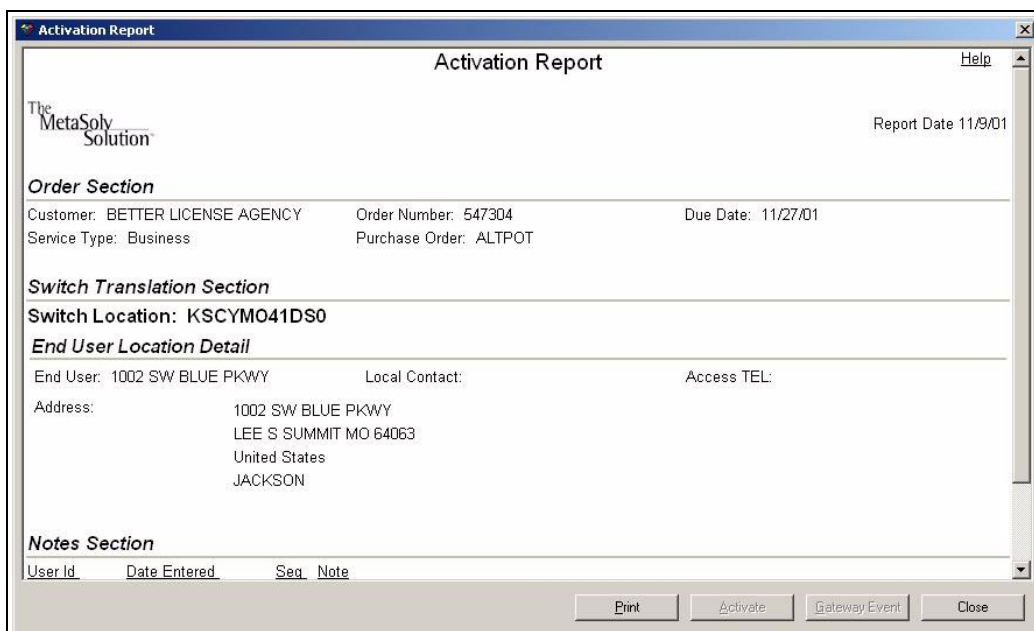 Activation Report
Activation Report
Help
The
MetaSolv
Solution
Report Date 11/9/01
Order Section
Customer: BETTER LICENSE AGENCY Order Number: 547304 Due Date: 11/27/01
Service Type: Business Purchase Order: ALTPOT
Switch Translation Section
Switch Location: KSCYMO41DS0
End User Location Detail
End User: 1002 SW BLUE PKWY Local Contact: Access TEL:
Address: 1002 SW BLUE PKWY
LEE S SUMMIT MO 64063
United States
JACKSON
Notes Section
User Id Date Entered Seq Note
Print Activate Gateway Event Close